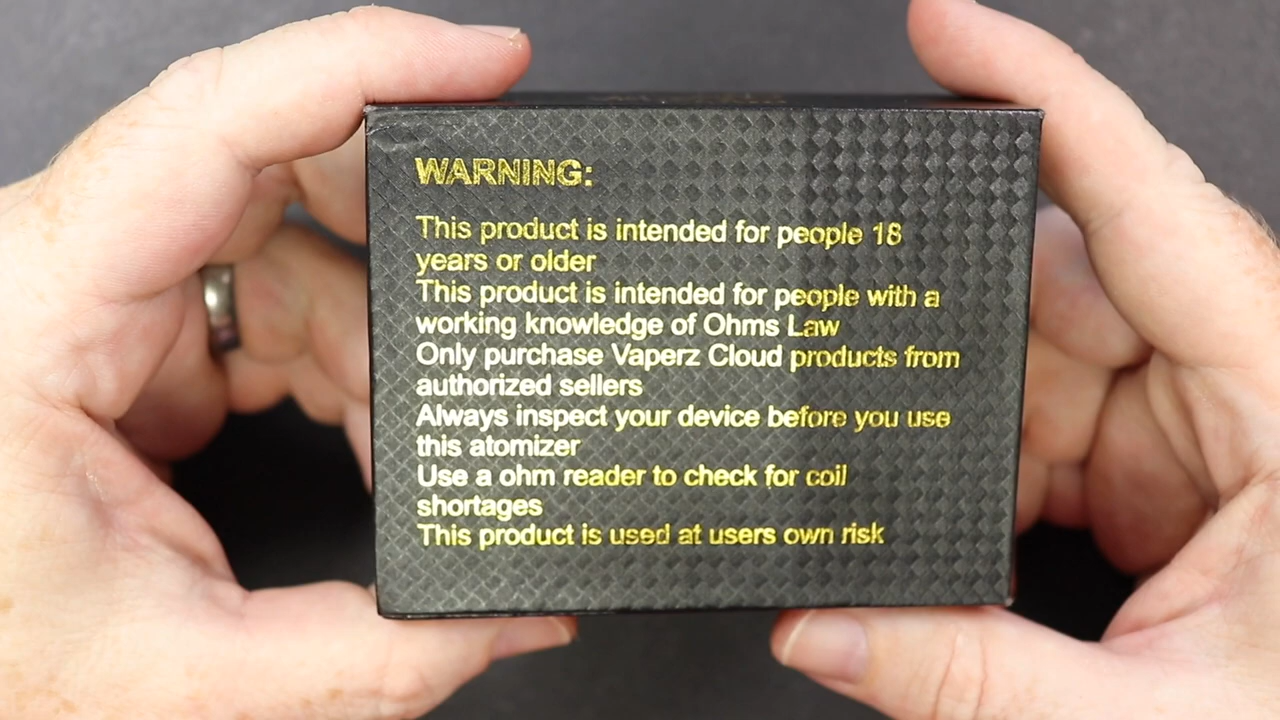 WARNING:
This product is intended for people 18
years or older
This product is intended for people with a
working knowledge of Ohms Law
Only purchase Vaperz Cloud products from
authorized sellers
Always inspect your device before you use
this atomizer
Use a ohm reader to check for coil
shortages
This product is used at users own risk